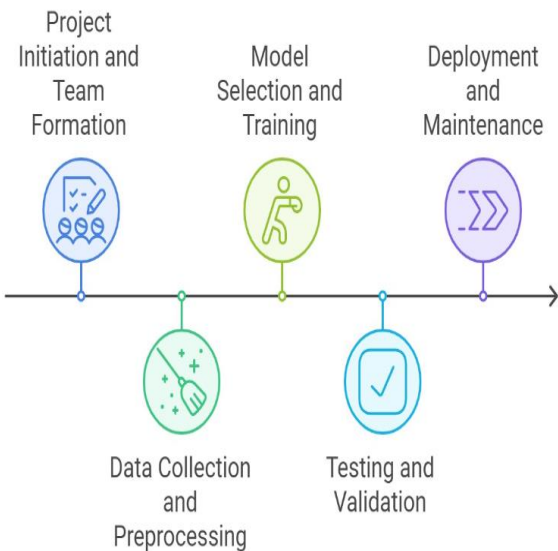 Project
Initiation and
Team
Formation
Data Collection
and
Preprocessing
Model
Selection and
Training
Testing and
Validation
Deployment
and
Maintenance